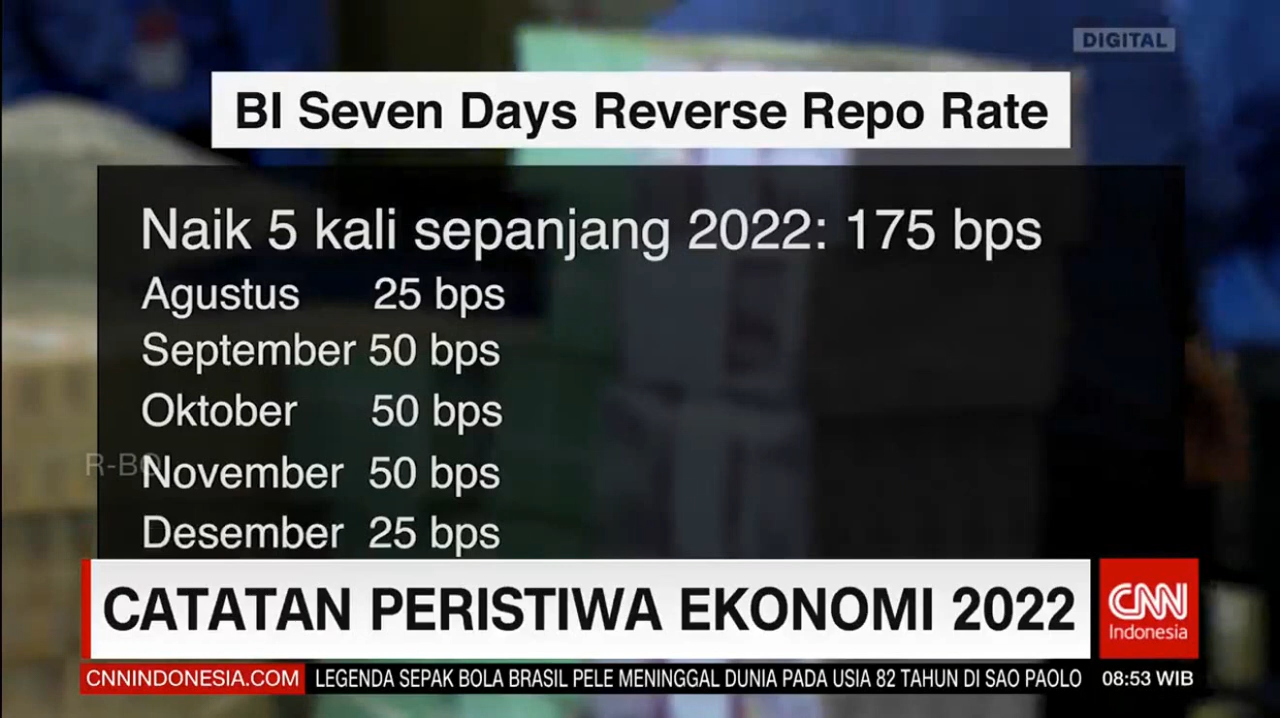 DIGITAL
BI Seven Days Reverse Repo Rate
Naik 5 kali sepanjang 2022: 175 bps
Agustus 25 bps
September 50 bps
Oktober 50 bps
November 50 bps
Desember 25 bps
CATATAN PERISTIWA EKONOMI 2022
CNN
Indonesia
CNNINDONESIA.COM LEGENDA SEPAK BOLA BRASIL PELE MENINGGAL DUNIA PADA USIA 82 TAHUN DI SAO PAOLO 08:53 WIB